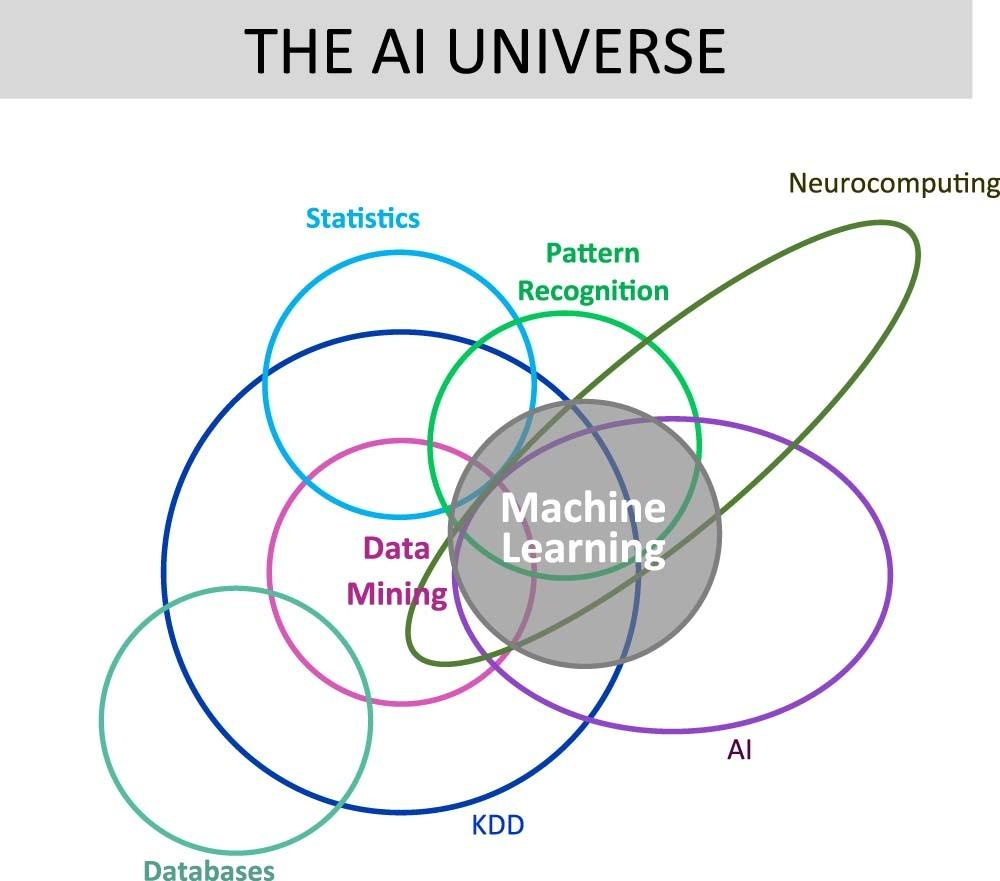 THE AI UNIVERSE
Neurocomputing
Statistics
Pattern
Recognition
Machine
Learning
Data
Mining
AI
KDD
Databases